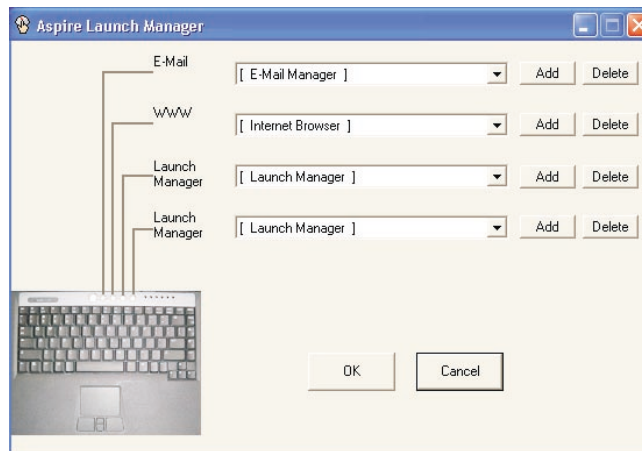 Aspire Launch Manager
E-Mail
[ E-Mail Manager ]
Add
Delete
WWW
[ Internet Browser ]
Add
Delete
Launch
Manager
[ Launch Manager ]
Add
Delete
Launch
Manager
[ Launch Manager ]
Add
Delete
OK
Cancel